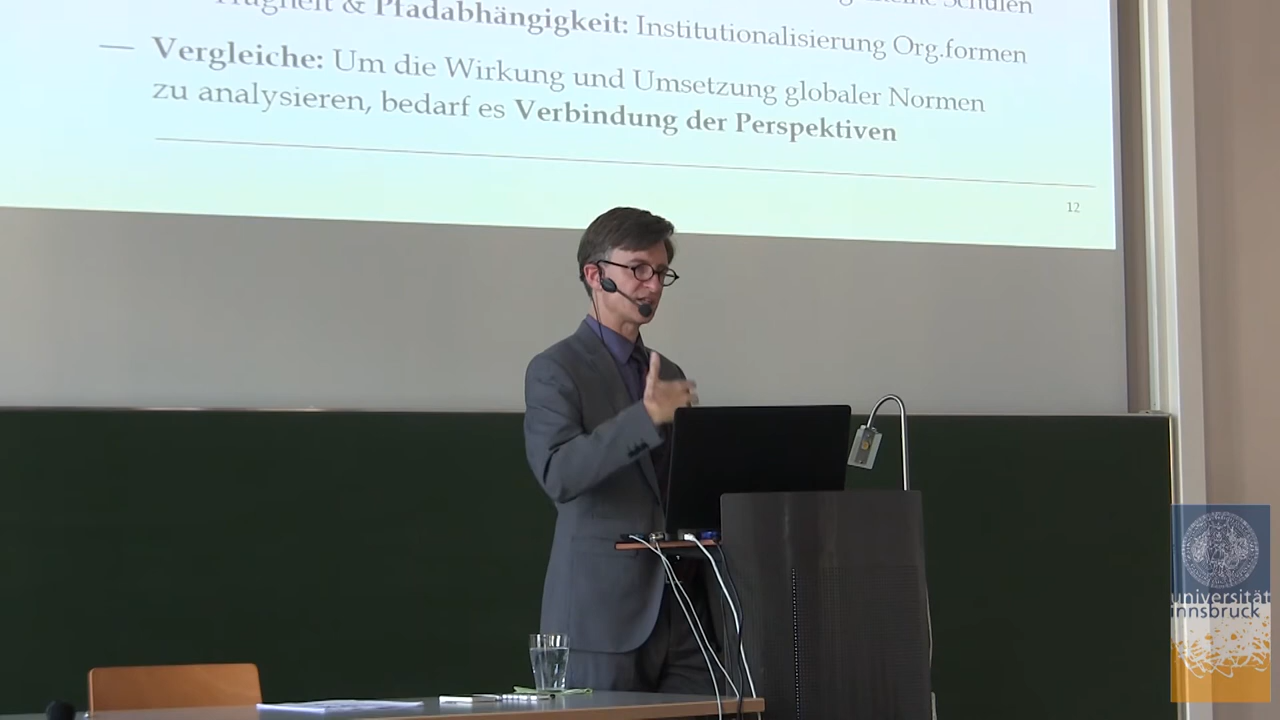 & Pfadabhängigkeit: Institutionalisierung Org.formen
— Vergleiche: Um die Wirkung und Umsetzung globaler Normen
zu analysieren, bedarf es Verbindung der Perspektiven
12
universität
innsbruck